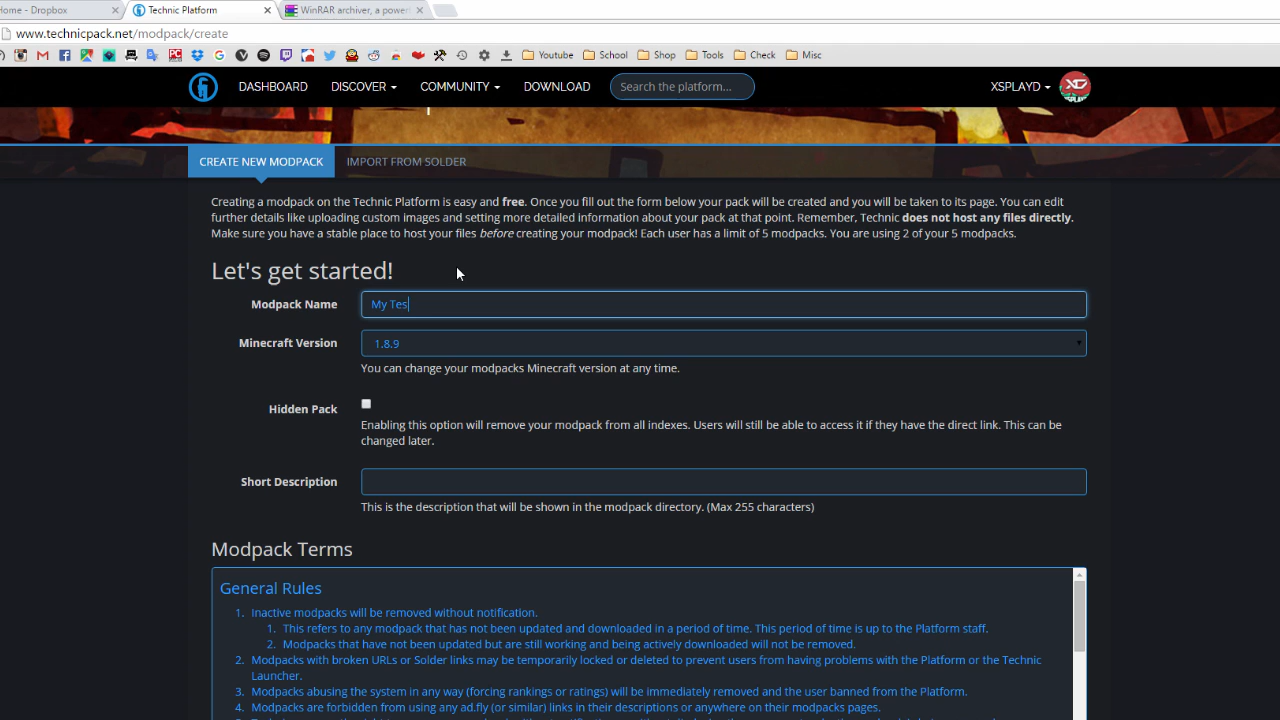 Home - Dropbox
Technic Platform
WinRAR archiver, a power
www.technicpack.net/modpack/create
Youtube School Shop Tools Check Misc
DASHBOARD DISCOVER COMMUNITY DOWNLOAD Search the platform... XSPLAYD
CREATE NEW MODPACK IMPORT FROM SOLDER
Creating a modpack on the Technic Platform is easy and free. Once you fill out the form below your pack will be created and you will be taken to its page. You can edit
further details like uploading custom images and setting more detailed information about your pack at that point. Remember, Technic does not host any files directly.
Make sure you have a stable place to host your files before creating your modpack! Each user has a limit of 5 modpacks. You are using 2 of your 5 modpacks.
Let's get started!
Modpack Name My Tes
Minecraft Version 1.8.9
You can change your modpacks Minecraft version at any time.
Hidden Pack
Enabling this option will remove your modpack from all indexes. Users will still be able to access it if they have the direct link. This can be
changed later.
Short Description
This is the description that will be shown in the modpack directory. (Max 255 characters)
Modpack Terms
General Rules
1. Inactive modpacks will be removed without notification.
1. This refers to any modpack that has not been updated and downloaded in a period of time. This period of time is up to the Platform staff.
2. Modpacks that have not been updated but are still working and being actively downloaded will not be removed.
2. Modpacks with broken URLs or Solder links may be temporarily locked or deleted to prevent users from having problems with the Platform or the Technic
Launcher.
3. Modpacks abusing the system in any way (forcing rankings or ratings) will be immediately removed and the user banned from the Platform.
4. Modpacks are forbidden from using any ad.fly (or similar) links in their descriptions or anywhere on their modpacks pages.